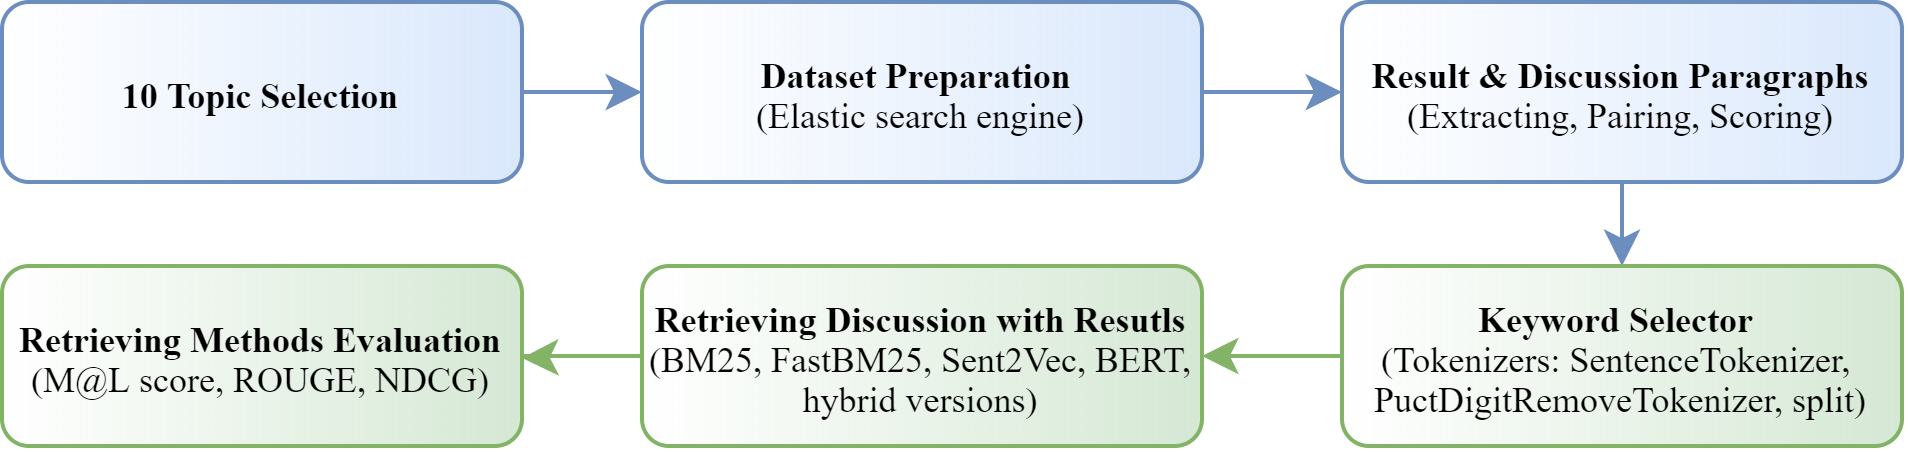 10 Topic Selection
Dataset Preparation
(Elastic search engine)
Result & Discussion Paragraphs
(Extracting, Pairing, Scoring)
Keyword Selector
(Tokenizers: SentenceTokenizer,
PuctDigitRemoveTokenizer, split)
Retrieving Discussion with Resutls
(BM25, FastBM25, Sent2Vec, BERT,
hybrid versions)
Retrieving Methods Evaluation
(M@L score, ROUGE, NDCG)